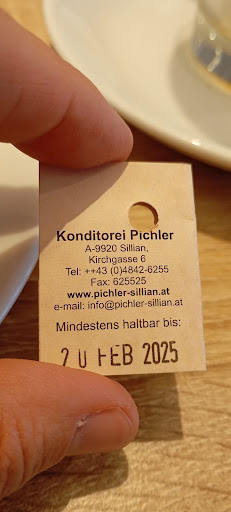 Konditorei Pichler
A-9920 Sillian,
Kirchgasse 6
Tel: ++43 (0)4842-6255
Fax: 625525
www.pichler-sillian.at
e-mail: info@pichler-sillian.at
Mindestens haltbar bis:
20 FEB 2025